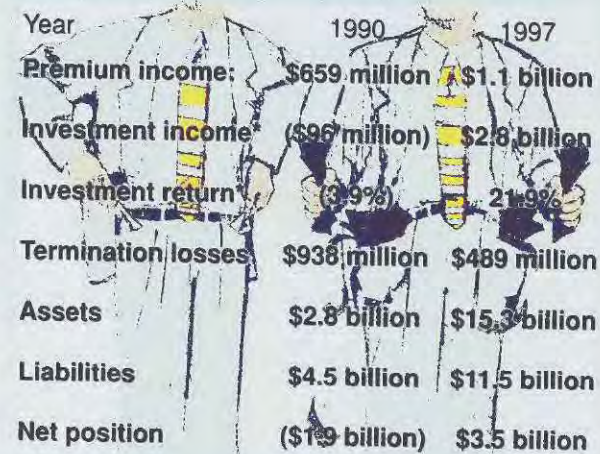 Year 1990 1997
Premium income: $659 million $1.1 billion
Investment income ($96 million) $2.8 billion
Investment return* (3.9%) 21.9%
Termination losses $938 million $489 million
Assets $2.8 billion $15.3 billion
Liabilities $4.5 billion $11.5 billion
Net position ($1.9 billion) $3.5 billion